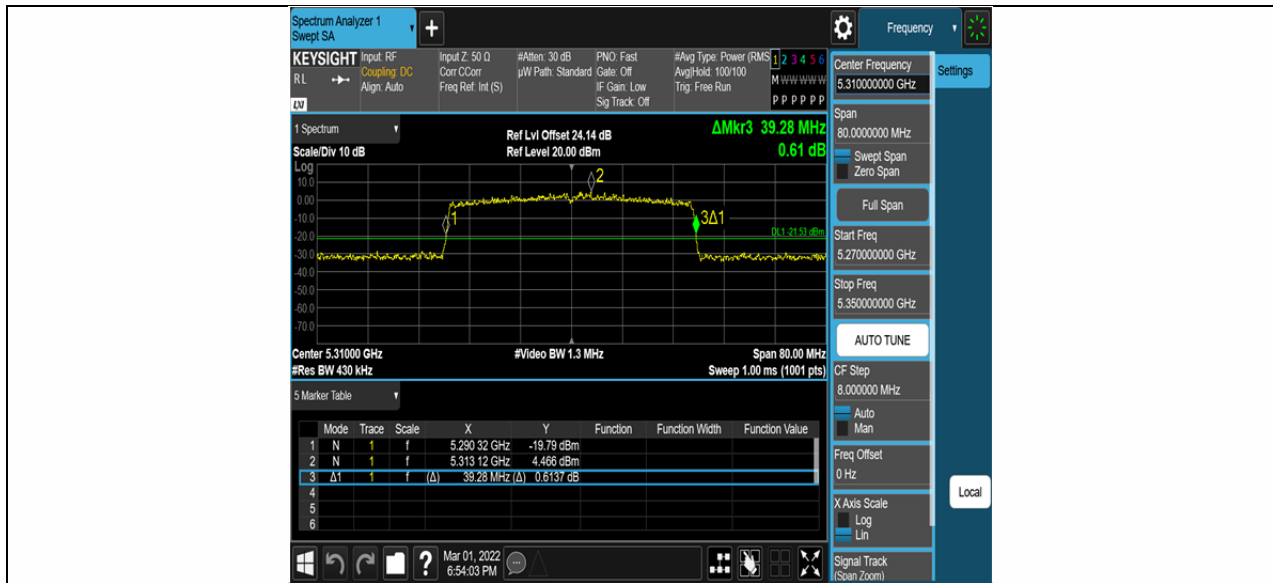 Spectrum Analyzer 1
Swept SA
+
Frequency
KEYSIGHT
Input: RF
Coupling: DC
Align: Auto
RL
LXI
Input Z: 50 Ω
Corr CCorr
Freq Ref: Int (S)
#Atten: 30 dB
µW Path: Standard
PNO: Fast
Gate: Off
IF Gain: Low
Sig Track: Off
#Avg Type: Power (RMS
Avg|Hold: 100/100
Trig: Free Run
1 2 3 4 5 6
M W W W W W
P P P P P P
1 Spectrum
Scale/Div 10 dB
Ref Lvl Offset 24.14 dB
Ref Level 20.00 dBm
ΔMkr3 39.28 MHz
0.61 dB
Log
10.0
0.00
-10.0
-20.0
-30.0
-40.0
-50.0
-60.0
-70.0
1
2
3Δ1
DL1 -21.53 dBm
Center 5.31000 GHz
#Video BW 1.3 MHz
Span 80.00 MHz
#Res BW 430 kHz
Sweep 1.00 ms (1001 pts)
5 Marker Table
Mode Trace Scale X Y Function Function Width Function Value
1 N 1 f 5.290 32 GHz -19.79 dBm
2 N 1 f 5.313 12 GHz 4.466 dBm
3 Δ1 1 f (Δ) 39.28 MHz (Δ) 0.6137 dB
4
5
6
?
Mar 01, 2022
6:54:03 PM
Center Frequency
5.310000000 GHz
Span
80.0000000 MHz
Swept Span
Zero Span
Full Span
Start Freq
5.270000000 GHz
Stop Freq
5.350000000 GHz
AUTO TUNE
CF Step
8.000000 MHz
Auto
Man
Freq Offset
0 Hz
X Axis Scale
Log
Lin
Signal Track
(Span Zoom)
Settings
Local